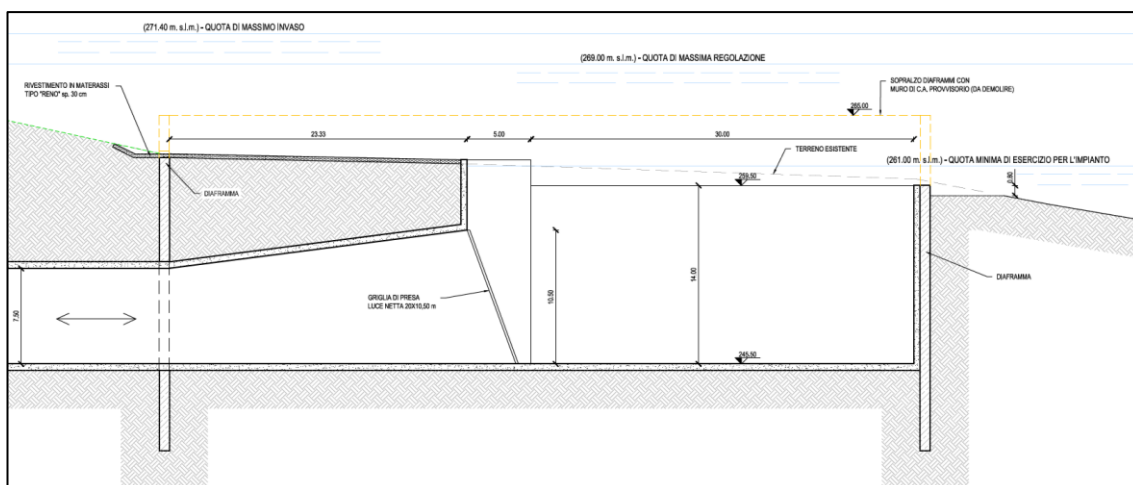 (271.40 m. s.l.m.) - QUOTA DI MASSIMO INVASO
(269.00 m. s.l.m.) - QUOTA DI MASSIMA REGOLAZIONE
RIVESTIMENTO IN MATERASSI
TIPO "RENO" sp. 30 cm
SOPRALZO DIAFRAMMI CON
MURO DI C.A. PROVVISORIO (DA DEMOLIRE)
265.00
23.33
5.00
30.00
TERRENO ESISTENTE
(261.00 m. s.l.m.) - QUOTA MINIMA DI ESERCIZIO PER L'IMPIANTO
259.50
0.80
DIAFRAMMA
DIAFRAMMA
GRIGLIA DI PRESA
LUCE NETTA 20X10,50 m
7.50
10.50
14.00
245.50